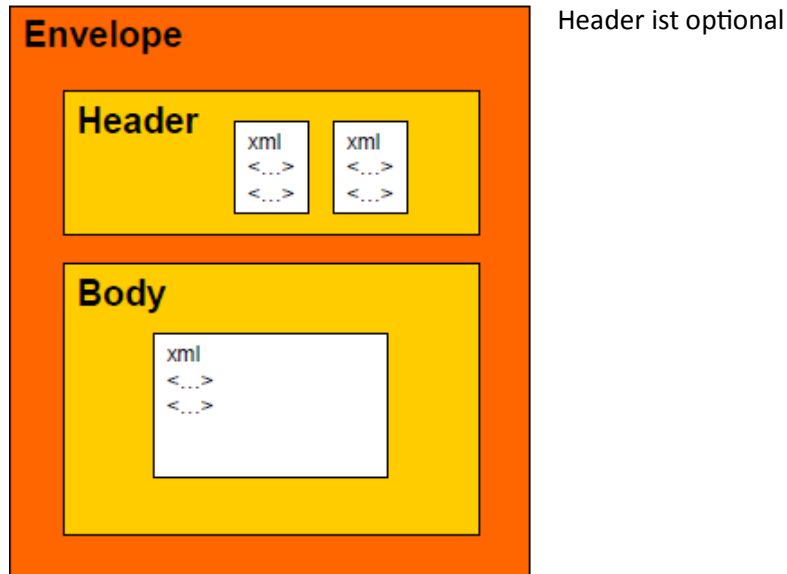 Envelope
Header ist optional
Header
xml
<...>
<...>
xml
<...>
<...>
Body
xml
<...>
<...>